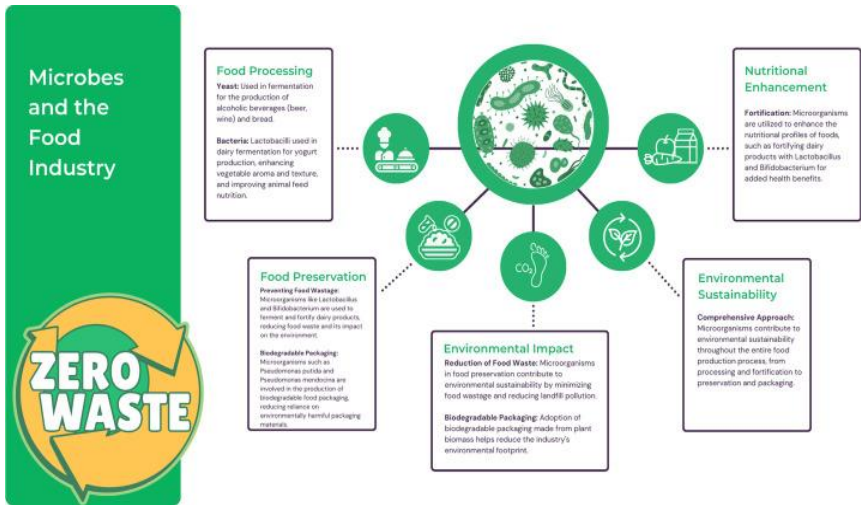 Microbes
and the
Food
Industry
ZERO
WASTE
Food Processing
Yeast: Used in fermentation
for the production of
alcoholic beverages (beer,
wine) and bread.
Bacteria: Lactobacilli used in
dairy fermentation for yogurt
production, enhancing
vegetable aroma and texture,
and improving animal feed
nutrition.
Food Preservation
Preventing Food Wastage:
Microorganisms like Lactobacillus
and Bifidobacterium are used to
ferment and fortify dairy products,
reducing food waste and its impact
on the environment.
Biodegradable Packaging:
Microorganisms such as
Pseudomonas putida and
Pseudomonas mendocina are
involved in the production of
biodegradable food packaging,
reducing reliance on
environmentally harmful packaging
materials.
CO₂
Environmental Impact
Reduction of Food Waste: Microorganisms
in food preservation contribute to
environmental sustainability by minimizing
food wastage and reducing landfill pollution.
Biodegradable Packaging: Adoption of
biodegradable packaging made from plant
biomass helps reduce the industry's
environmental footprint.
Nutritional
Enhancement
Fortification: Microorganisms
are utilized to enhance the
nutritional profiles of foods,
such as fortifying dairy
products with Lactobacillus
and Bifidobacterium for
added health benefits.
Environmental
Sustainability
Comprehensive Approach:
Microorganisms contribute to
environmental sustainability
throughout the entire food
production process, from
processing and fortification to
preservation and packaging.